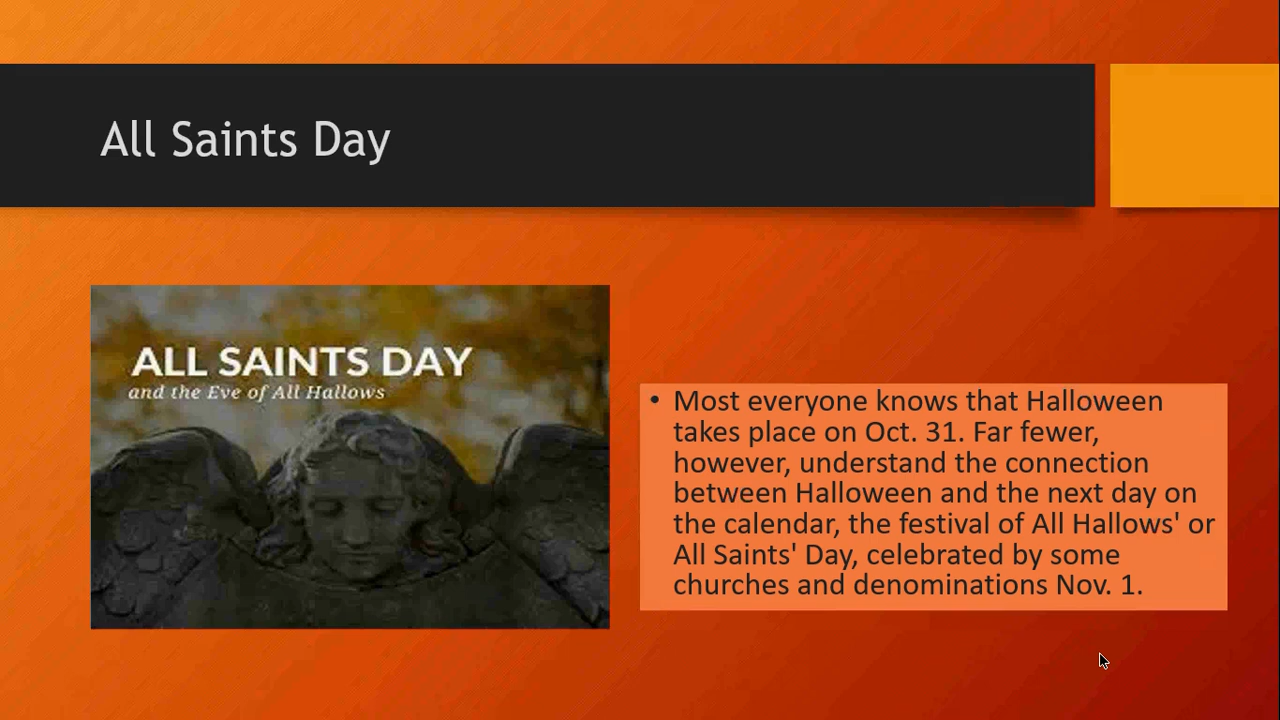 All Saints Day
ALL SAINTS DAY
and the Eve of All Hallows
• Most everyone knows that Halloween
takes place on Oct. 31. Far fewer,
however, understand the connection
between Halloween and the next day on
the calendar, the festival of All Hallows' or
All Saints' Day, celebrated by some
churches and denominations Nov. 1.